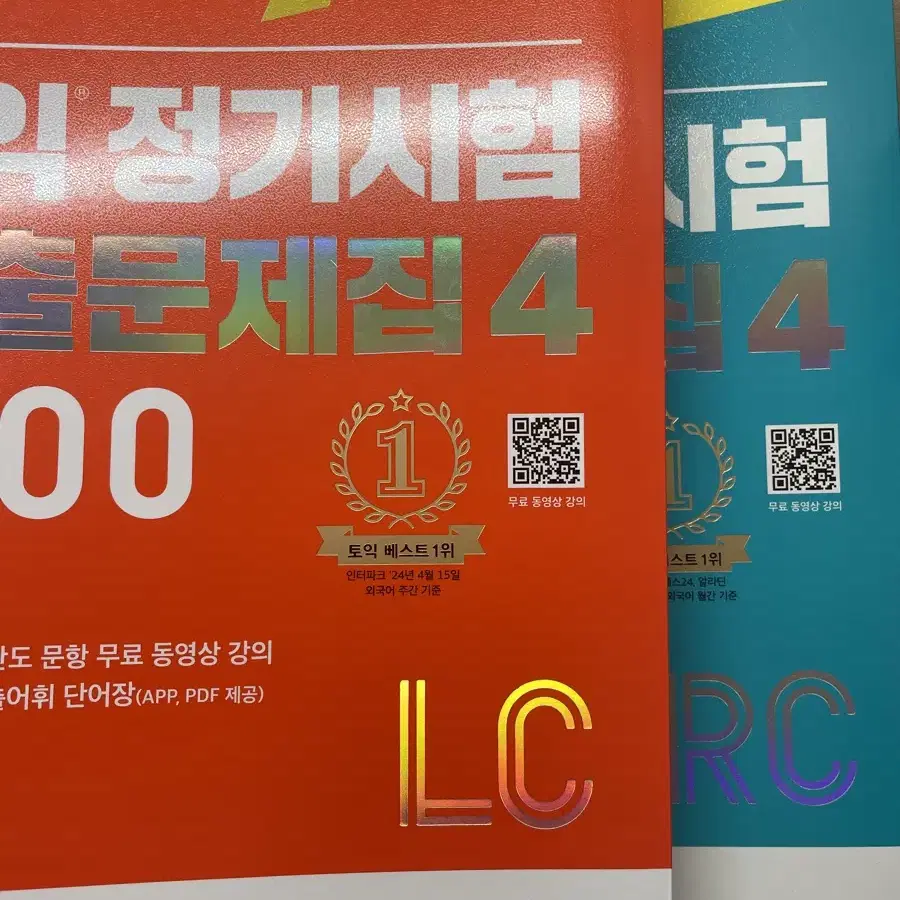 익® 정기시험
출문제집 4
00
1
토익 베스트 1위
인터파크 '24년 4월 15일
외국어 주간 기준
무료 동영상 강의
난도 문항 무료 동영상 강의
출어휘 단어장(APP, PDF 제공)
LC
시험
집 4
1
무료 동영상 강의
스트 1위
스24, 알라딘
외국어 월간 기준
RC